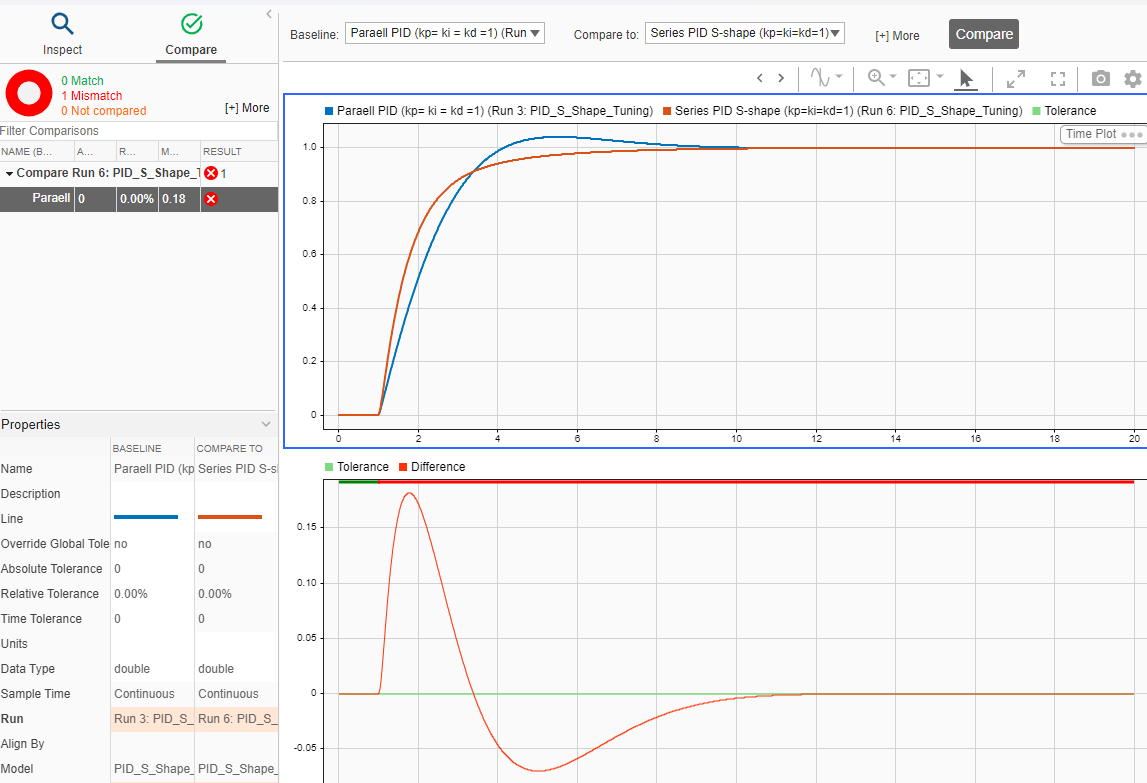 Inspect
Compare
0 Match
1 Mismatch
0 Not compared
[+] More
Filter Comparisons
NAME (B... A... R... M... RESULT
Compare Run 6: PID_S_Shape_T 1
Paraell 0 0.00% 0.18
Properties
BASELINE COMPARE TO
Name Paraell PID (kp Series PID S-s
Description
Line
Override Global Tole no no
Absolute Tolerance 0 0
Relative Tolerance 0.00% 0.00%
Time Tolerance 0 0
Units
Data Type double double
Sample Time Continuous Continuous
Run Run 3: PID_S_ Run 6: PID_S_
Align By
Model PID_S_Shape_ PID_S_Shape_
Baseline: Paraell PID (kp= ki = kd =1) (Run Compare to: Series PID S-shape (kp=ki=kd=1) [+] More Compare
Paraell PID (kp= ki = kd =1) (Run 3: PID_S_Shape_Tuning) Series PID S-shape (kp=ki=kd=1) (Run 6: PID_S_Shape_Tuning) Tolerance
Time Plot
1.0
0.8
0.6
0.4
0.2
0
0 2 4 6 8 10 12 14 16 18 20
Tolerance Difference
0.15
0.10
0.05
0
-0.05